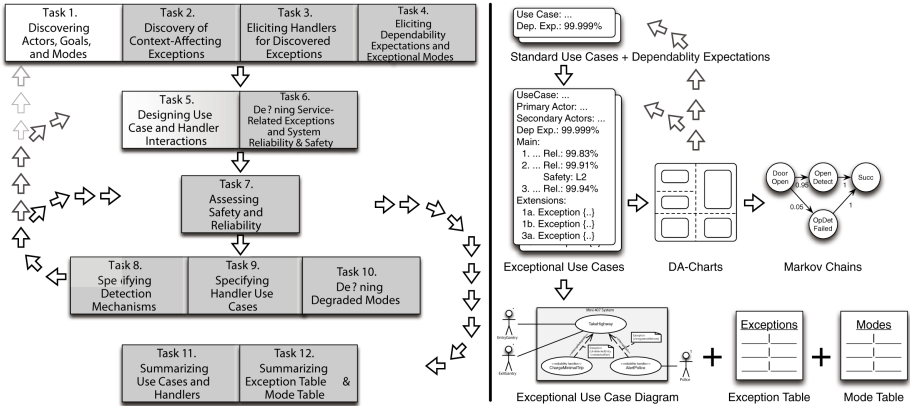 Task 1.
Discovering
Actors, Goals,
and Modes
Task 2.
Discovery of
Context-Affecting
Exceptions
Task 3.
Eliciting Handlers
for Discovered
Exceptions
Task 4.
Eliciting
Dependability
Expectations and
Exceptional Modes
Task 5.
Designing Use
Case and Handler
Interactions
Task 6.
De? ning Service-
Related Exceptions
and System
Reliability & Safety
Task 7.
Assessing
Safety and
Reliability
Task 8.
Specifying
Detection
Mechanisms
Task 9.
Specifying
Handler Use
Cases
Task 10.
De? ning
Degraded Modes
Task 11.
Summarizing
Use Cases and
Handlers
Task 12.
Summarizing
Exception Table &
Mode Table
Use Case: ...
Dep. Exp.: 99.999%
Standard Use Cases + Dependablity Expectations
UseCase: ...
Primary Actor: ...
Secondary Actors: ...
Dep Exp.: 99.999%
Main:
1. ... Rel.: 99.83%
2. ... Rel.: 99.91%
Safety: L2
3. ... Rel.: 99.94%
Extensions:
1a. Exception {..}
1b. Exception {..}
3a. Exception {..}
Exceptional Use Cases
DA-Charts
Door
Open
0.95
Open
Detect
1
Succ
0.05
OpDet
Failed
1
Markov Chains
TakeHighway
EntryGantry
ExitGantry
ChargeMinimalTrip
AlertPolice
Police
Exceptional Use Case Diagram
+
Exceptions
Exception Table
+
Modes
Mode Table